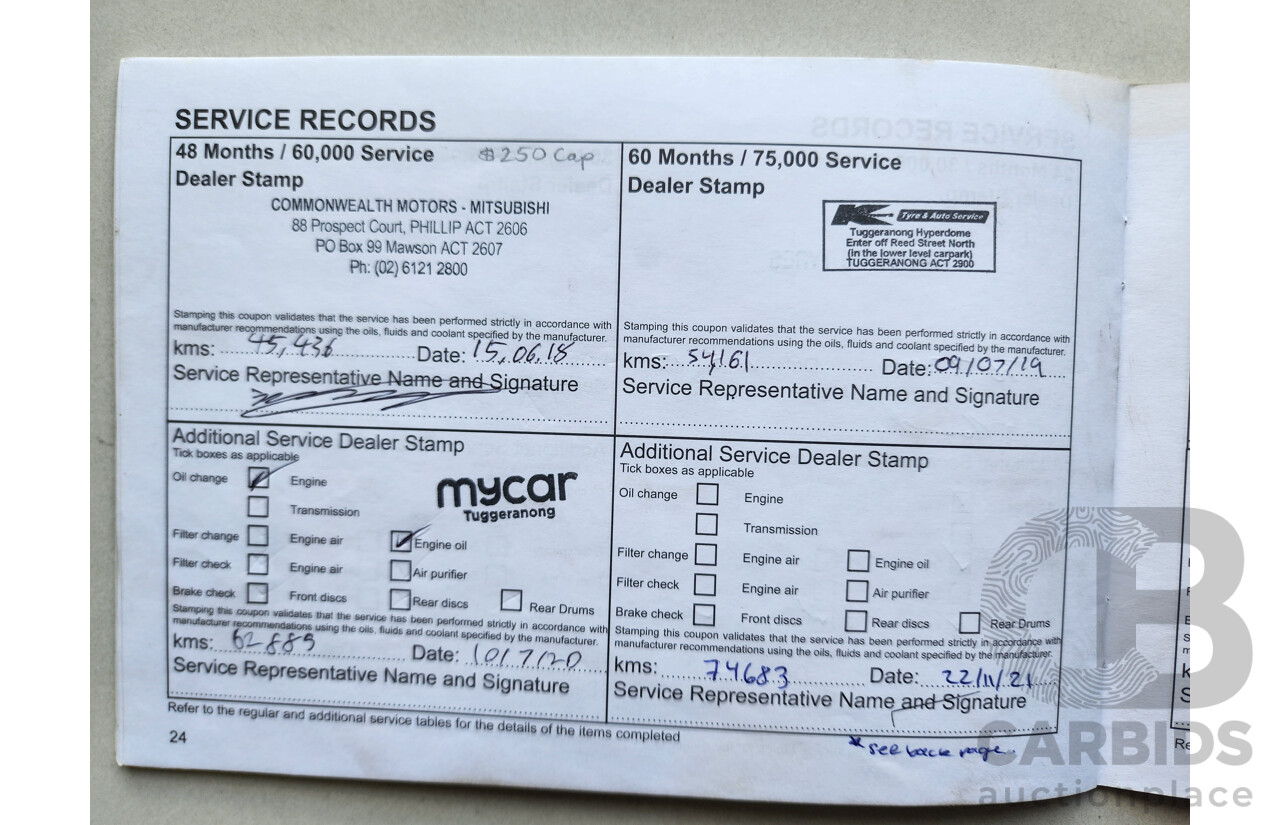 SERVICE RECORDS
48 Months / 60,000 Service $250 Cap
Dealer Stamp
COMMONWEALTH MOTORS - MITSUBISHI
88 Prospect Court, PHILLIP ACT 2606
PO Box 99 Mawson ACT 2607
Ph: (02) 6121 2800
Stamping this coupon validates that the service has been performed strictly in accordance with
manufacturer recommendations using the oils, fluids and coolant specified by the manufacturer.
kms: 45,436 Date: 15.06.18
Service Representative Name and Signature
60 Months / 75,000 Service
Dealer Stamp
K Tyre & Auto Service
Tuggeranong Hyperdome
Enter off Reed Street North
(in the lower level carpark)
TUGGERANONG ACT 2900
Stamping this coupon validates that the service has been performed strictly in accordance with
manufacturer recommendations using the oils, fluids and coolant specified by the manufacturer.
kms: 54,161 Date: 09/07/19
Service Representative Name and Signature
Additional Service Dealer Stamp
Tick boxes as applicable
Oil change Engine
Transmission
mycar
Tuggeranong
Filter change Engine air Engine oil
Filter check Engine air Air purifier
Brake check Front discs Rear discs Rear Drums
Stamping this coupon validates that the service has been performed strictly in accordance with
manufacturer recommendations using the oils, fluids and coolant specified by the manufacturer.
kms: 62889 Date: 10/7/20
Service Representative Name and Signature
Additional Service Dealer Stamp
Tick boxes as applicable
Oil change Engine
Transmission
Filter change Engine air Engine oil
Filter check Engine air Air purifier
Brake check Front discs Rear discs Rear Drums
Stamping this coupon validates that the service has been performed strictly in accordance with
manufacturer recommendations using the oils, fluids and coolant specified by the manufacturer.
kms: 74683 Date: 22/11/21
Service Representative Name and Signature
Refer to the regular and additional service tables for the details of the items completed
24
* see back page.
CARBIDS
auctionplace